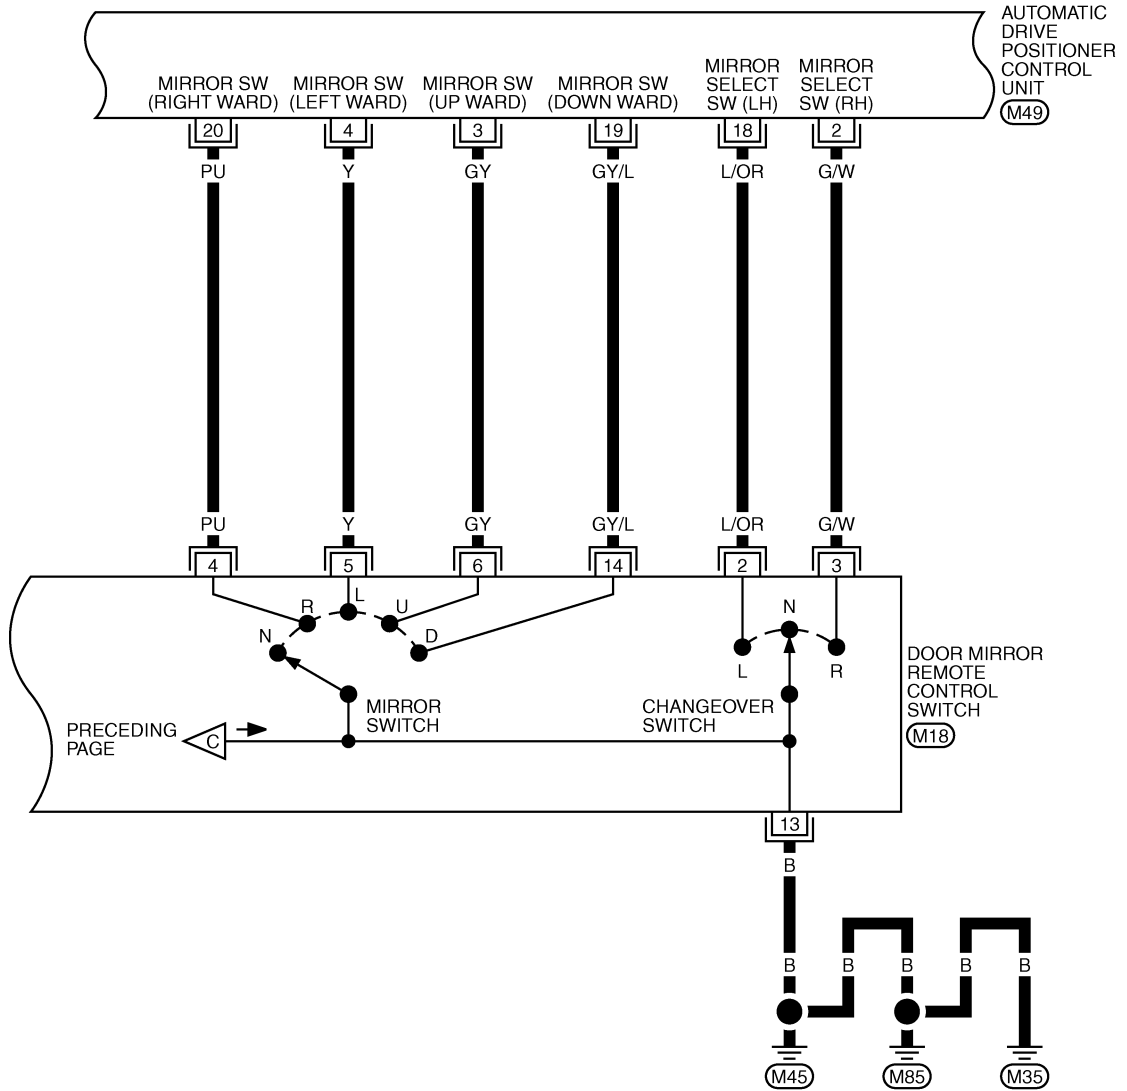 AUTOMATIC
DRIVE
POSITIONER
CONTROL
UNIT
M49
MIRROR SW
(RIGHT WARD)
MIRROR SW
(LEFT WARD)
MIRROR SW
(UP WARD)
MIRROR SW
(DOWN WARD)
MIRROR
SELECT
SW (LH)
MIRROR
SELECT
SW (RH)
20 4 3 19 18 2
PU Y GY GY/L L/OR G/W
PU Y GY GY/L L/OR G/W
4 5 6 14 2 3
N R L U D
L N R
MIRROR
SWITCH
CHANGEOVER
SWITCH
DOOR MIRROR
REMOTE
CONTROL
SWITCH
M18
PRECEDING
PAGE
C
13
B
B B B B B
M45 M85 M35